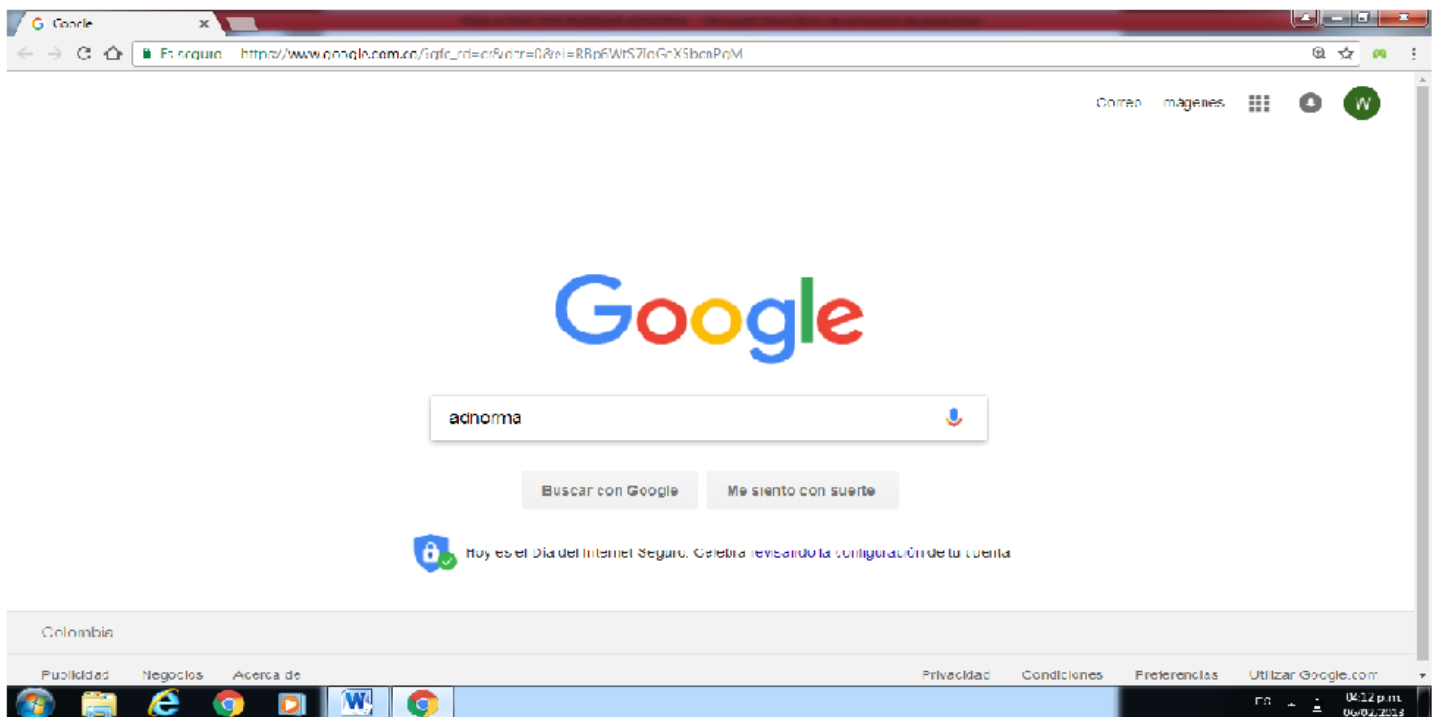 Google
Es seguro https://www.google.com.co/
Correo Imágenes
W
Google
adnorma
Buscar con Google Me siento con suerte
Hoy es el Día del Internet Seguro. Celebra revisando la configuración de tu cuenta
Colombia
Publicidad Negocios Acerca de Privacidad Condiciones Preferencias Utilizar Google.com
ES 04:12 p.m.